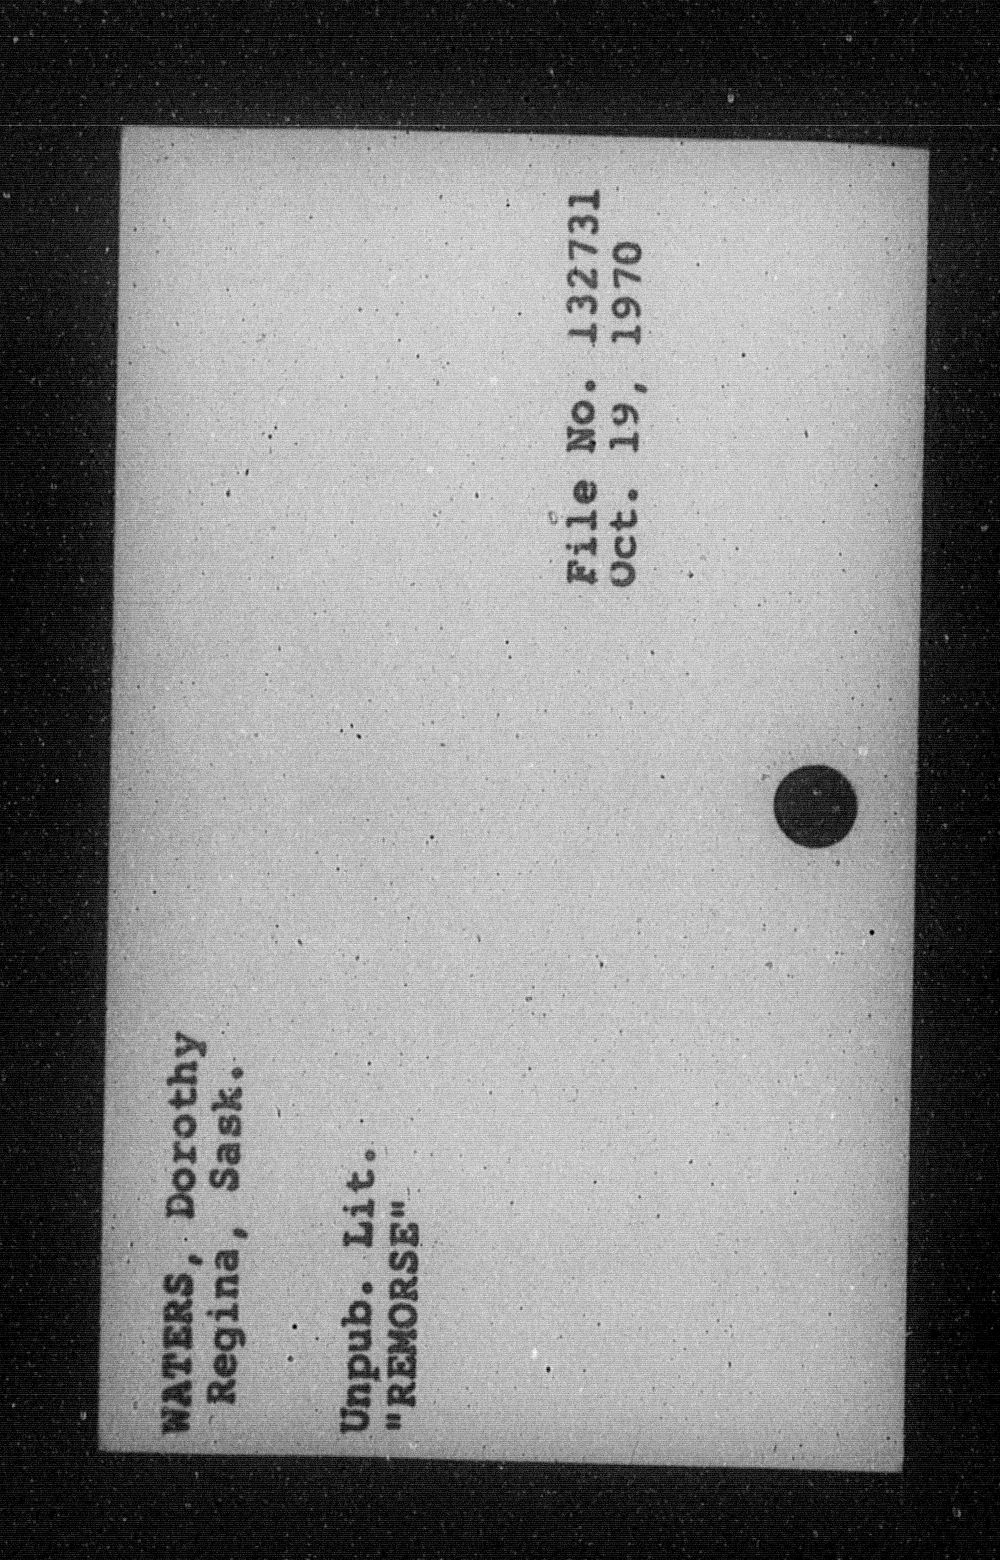 WATERS, Dorothy
Regina, Sask.
Unpub. Lit.
"REMORSE"
File No. 132731
Oct. 19, 1970